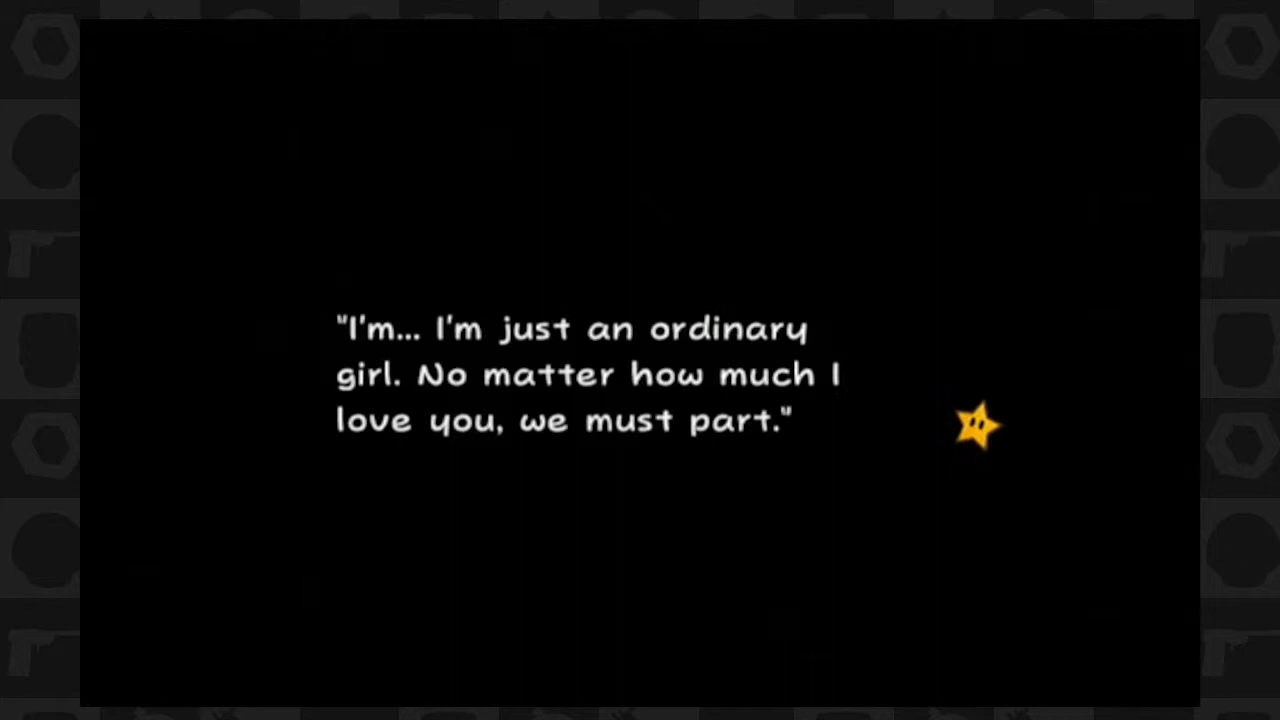 "I'm... I'm just an ordinary
girl. No matter how much I
love you, we must part."